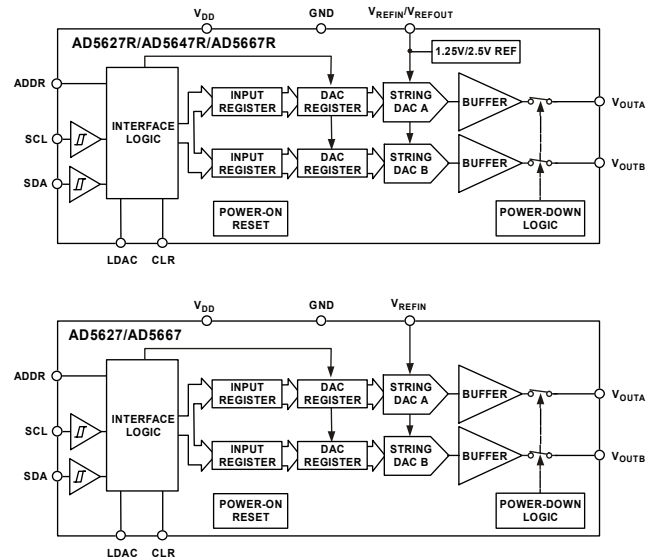 VDD
GND
VREFIN/VREFOUT
AD5627R/AD5647R/AD5667R
1.25V/2.5V REF
ADDR
SCL
SDA
INTERFACE
LOGIC
INPUT
REGISTER
DAC
REGISTER
STRING
DAC A
BUFFER
VOUTA
INPUT
REGISTER
DAC
REGISTER
STRING
DAC B
BUFFER
VOUTB
POWER-ON
RESET
POWER-DOWN
LOGIC
LDAC
CLR
VDD
GND
VREFIN
AD5627/AD5667
ADDR
SCL
SDA
INTERFACE
LOGIC
INPUT
REGISTER
DAC
REGISTER
STRING
DAC A
BUFFER
VOUTA
INPUT
REGISTER
DAC
REGISTER
STRING
DAC B
BUFFER
VOUTB
POWER-ON
RESET
POWER-DOWN
LOGIC
LDAC
CLR